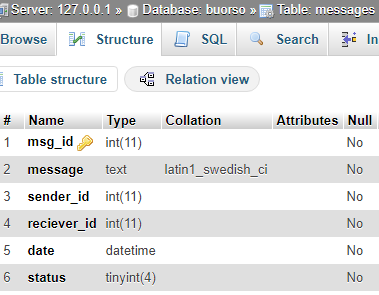 Server: 127.0.0.1 » Database: buorso » Table: messages
Browse Structure SQL Search In
Table structure Relation view
# Name Type Collation Attributes Null
1 msg_id int(11) No
2 message text latin1_swedish_ci No
3 sender_id int(11) No
4 reciever_id int(11) No
5 date datetime No
6 status tinyint(4) No